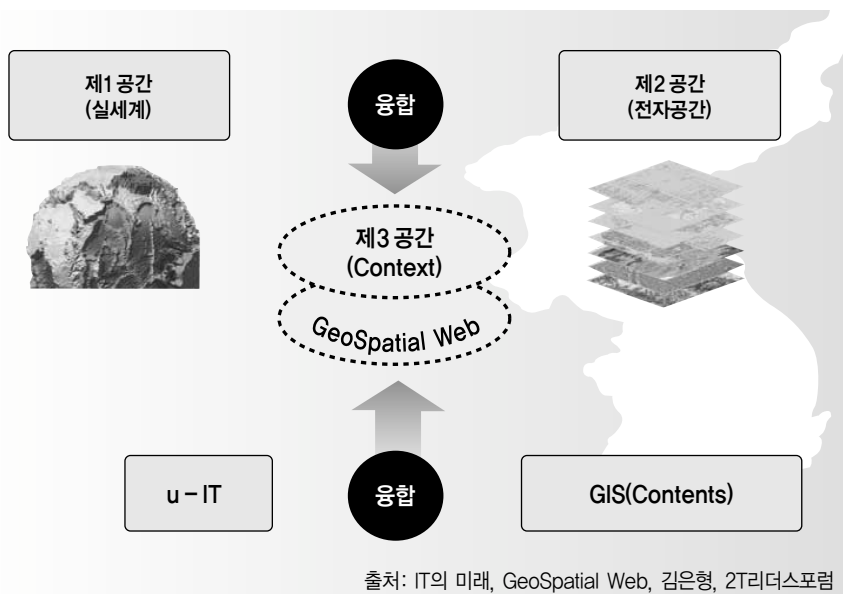 제1 공간
(실세계)
융합
제2 공간
(전자공간)
제3 공간
(Context)
GeoSpatial Web
u-IT
융합
GIS(Contents)
출처: IT의 미래, GeoSpatial Web, 김은형, 2T리더스포럼